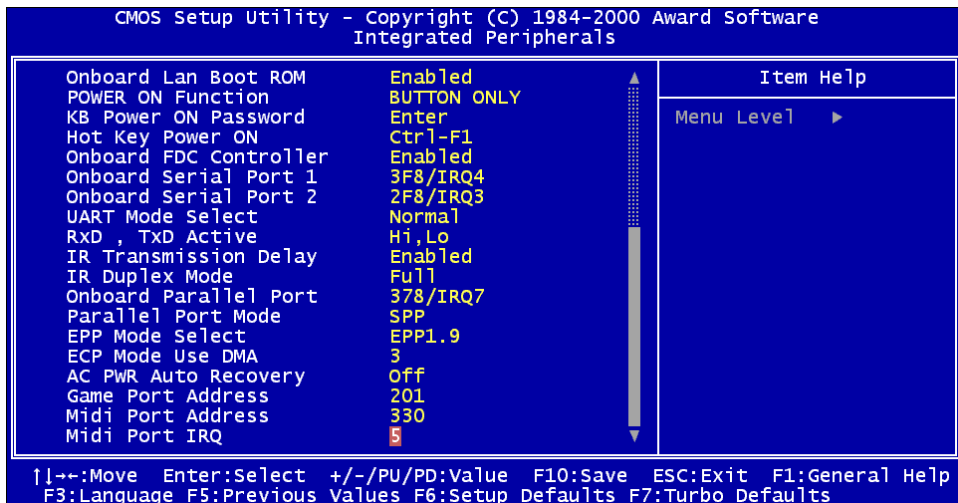 CMOS Setup Utility - Copyright (C) 1984-2000 Award Software
Integrated Peripherals
Onboard Lan Boot ROM Enabled
POWER ON Function BUTTON ONLY
KB Power ON Password Enter
Hot Key Power ON Ctrl-F1
Onboard FDC Controller Enabled
Onboard Serial Port 1 3F8/IRQ4
Onboard Serial Port 2 2F8/IRQ3
UART Mode Select Normal
RxD , TxD Active Hi,Lo
IR Transmission Delay Enabled
IR Duplex Mode Full
Onboard Parallel Port 378/IRQ7
Parallel Port Mode SPP
EPP Mode Select EPP1.9
ECP Mode Use DMA 3
AC PWR Auto Recovery Off
Game Port Address 201
Midi Port Address 330
Midi Port IRQ 5
Item Help
Menu Level ▶
↑↓→←:Move Enter:Select +/-/PU/PD:Value F10:Save ESC:Exit F1:General Help
F3:Language F5:Previous Values F6:Setup Defaults F7:Turbo Defaults